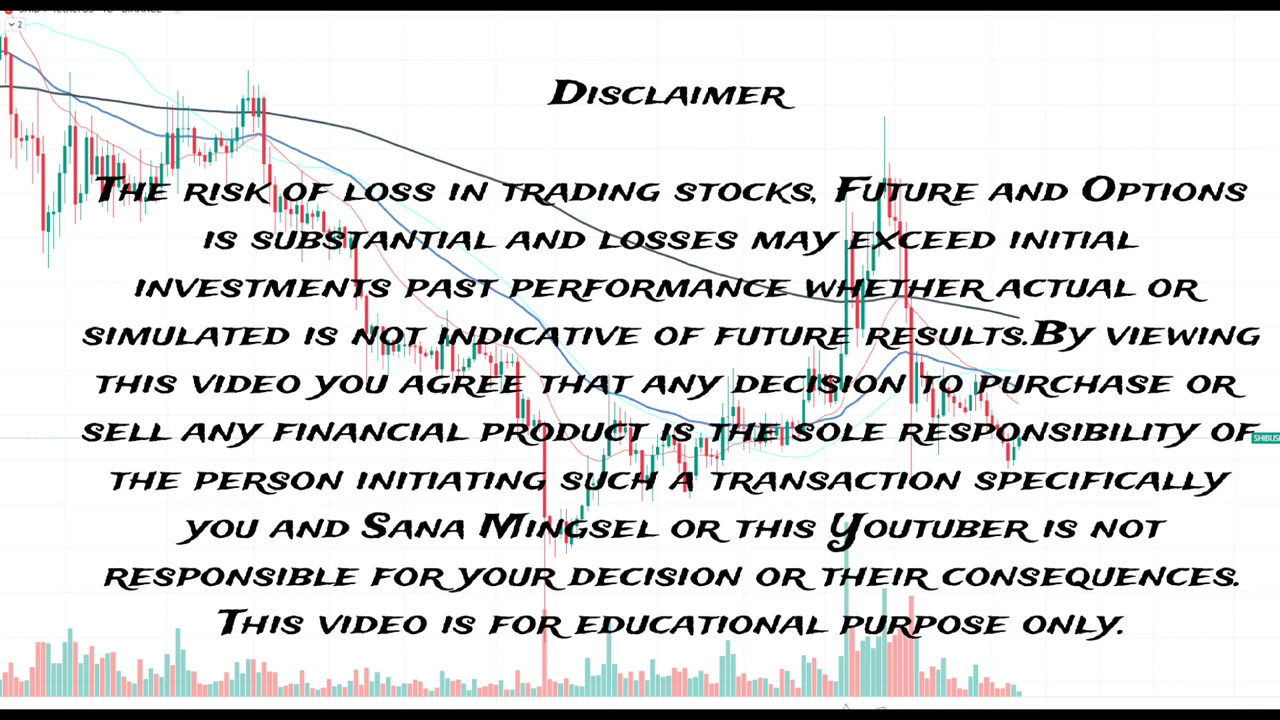 2
Disclaimer
The risk of loss in trading stocks, Future and Options
is substantial and losses may exceed initial
investments past performance whether actual or
simulated is not indicative of future results.By viewing
this video you agree that any decision to purchase or
sell any financial product is the sole responsibility of
the person initiating such a transaction specifically
you and Sana Mingsel or this Youtuber is not
responsible for your decision or their consequences.
This video is for educational purpose only.